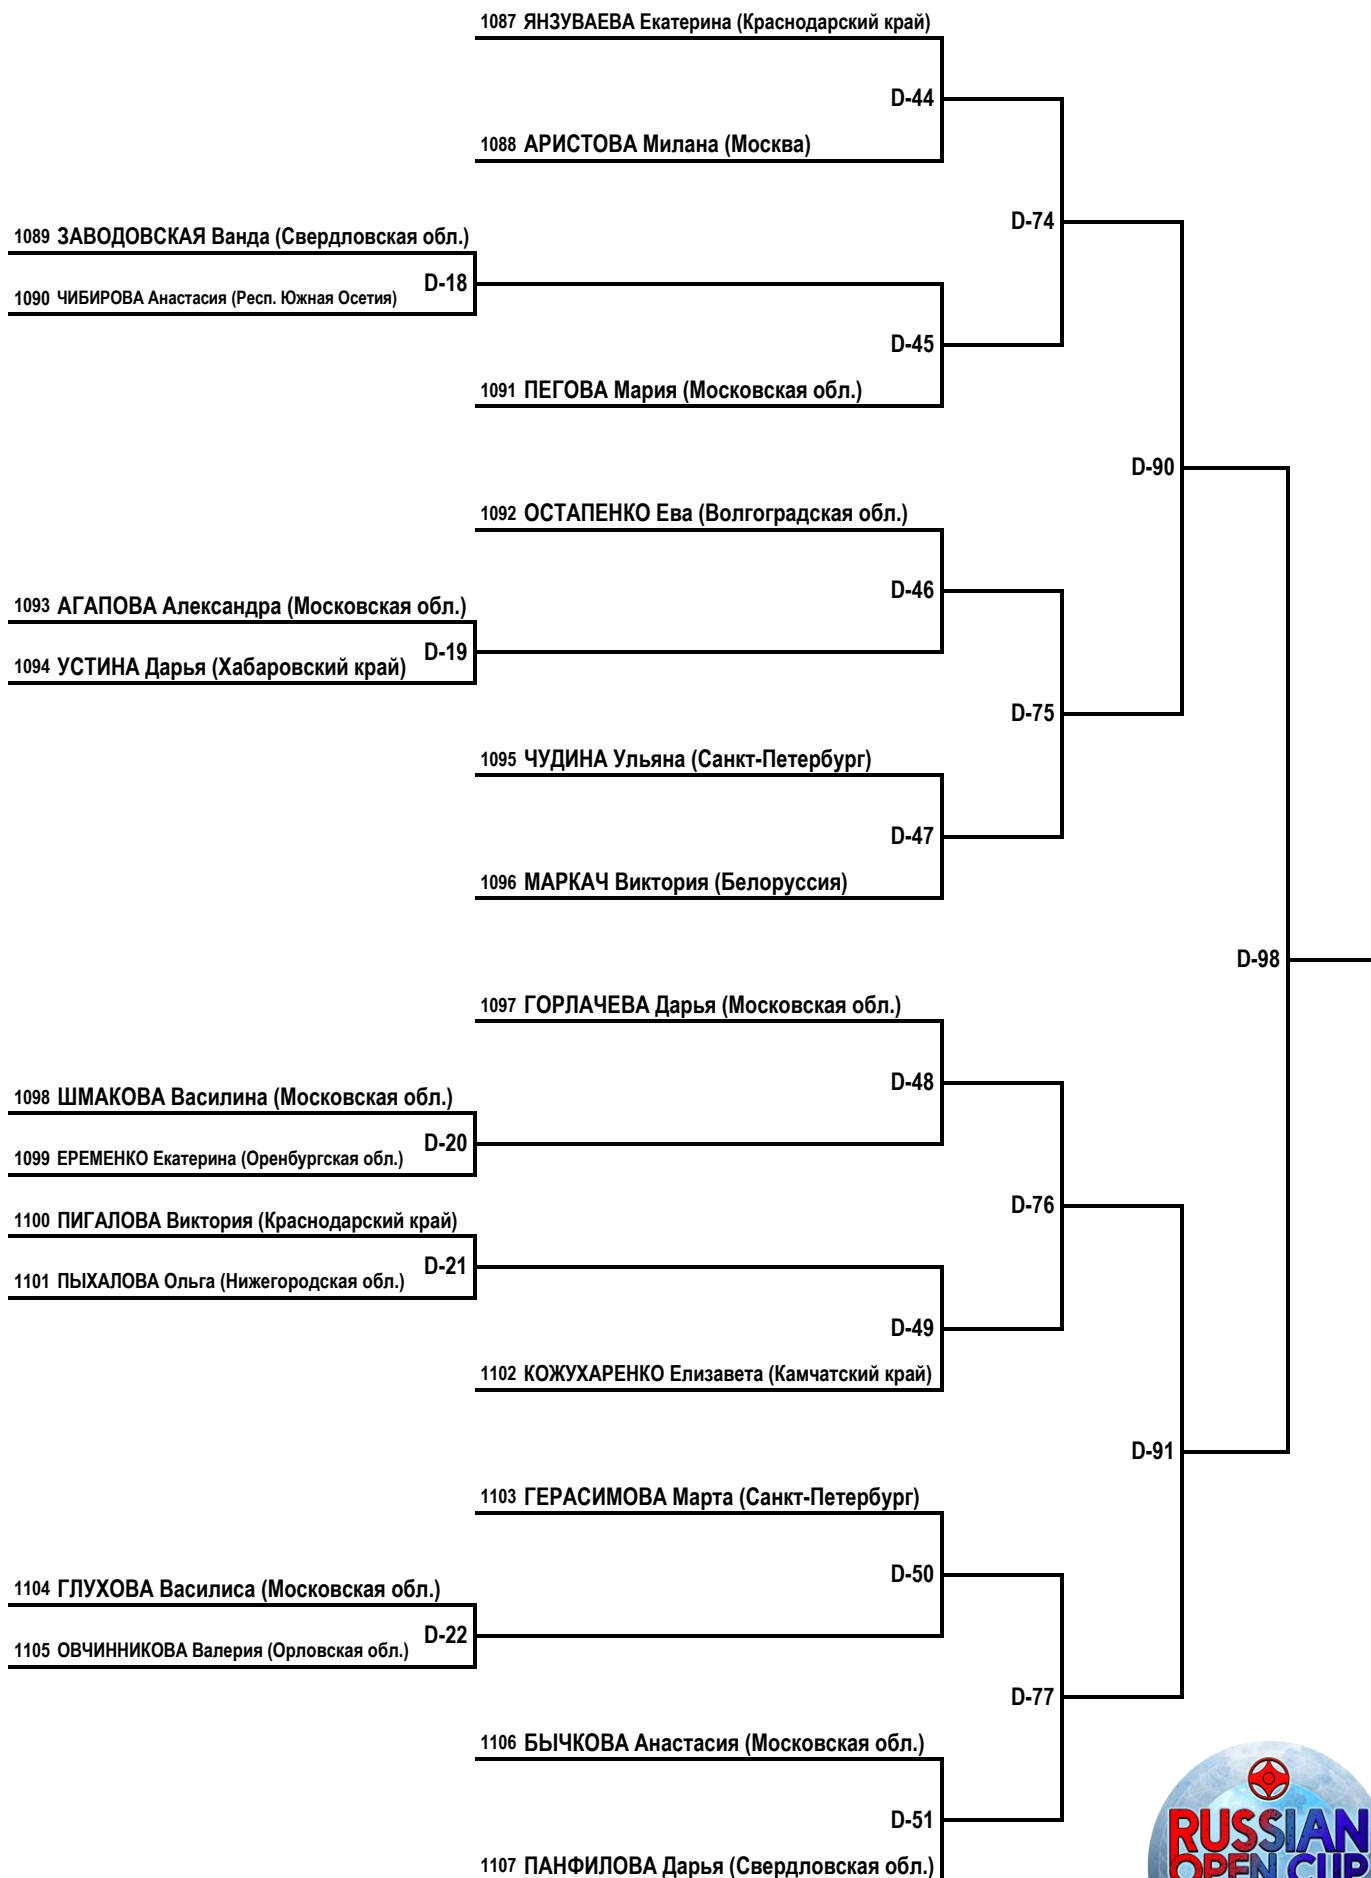 1087 ЯНЗУВАЕВА Екатерина (Краснодарский край)
D-44
1088 АРИСТОВА Милана (Москва)
D-74
1089 ЗАВОДОВСКАЯ Ванда (Свердловская обл.)
D-18
1090 ЧИБИРОВА Анастасия (Респ. Южная Осетия)
D-45
1091 ПЕГОВА Мария (Московская обл.)
D-90
1092 ОСТАПЕНКО Ева (Волгоградская обл.)
D-46
1093 АГАПОВА Александра (Московская обл.)
D-19
1094 УСТИНА Дарья (Хабаровский край)
D-75
1095 ЧУДИНА Ульяна (Санкт-Петербург)
D-47
1096 МАРКАЧ Виктория (Белоруссия)
D-98
1097 ГОРЛАЧЕВА Дарья (Московская обл.)
D-48
1098 ШМАКОВА Василина (Московская обл.)
D-20
1099 ЕРЕМЕНКО Екатерина (Оренбургская обл.)
D-76
1100 ПИГАЛОВА Виктория (Краснодарский край)
D-21
1101 ПЫХАЛОВА Ольга (Нижегородская обл.)
D-49
1102 КОЖУХАРЕНКО Елизавета (Камчатский край)
D-91
1103 ГЕРАСИМОВА Марта (Санкт-Петербург)
D-50
1104 ГЛУХОВА Василиса (Московская обл.)
D-22
1105 ОВЧИННИКОВА Валерия (Орловская обл.)
D-77
1106 БЫЧКОВА Анастасия (Московская обл.)
D-51
1107 ПАНФИЛОВА Дарья (Свердловская обл.)
RUSSIAN
OPEN CUP